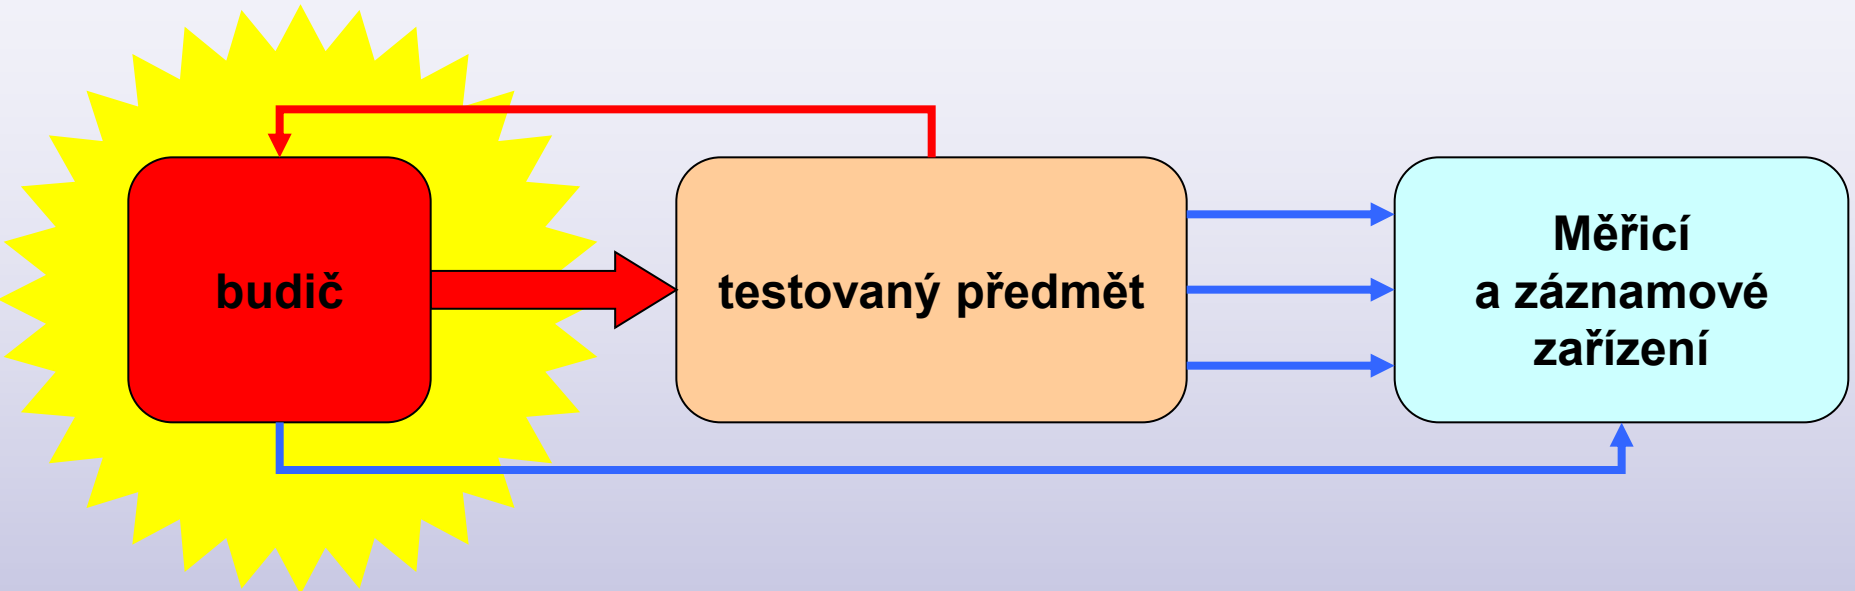 budič
testovaný předmět
Měřicí
a záznamové
zařízení